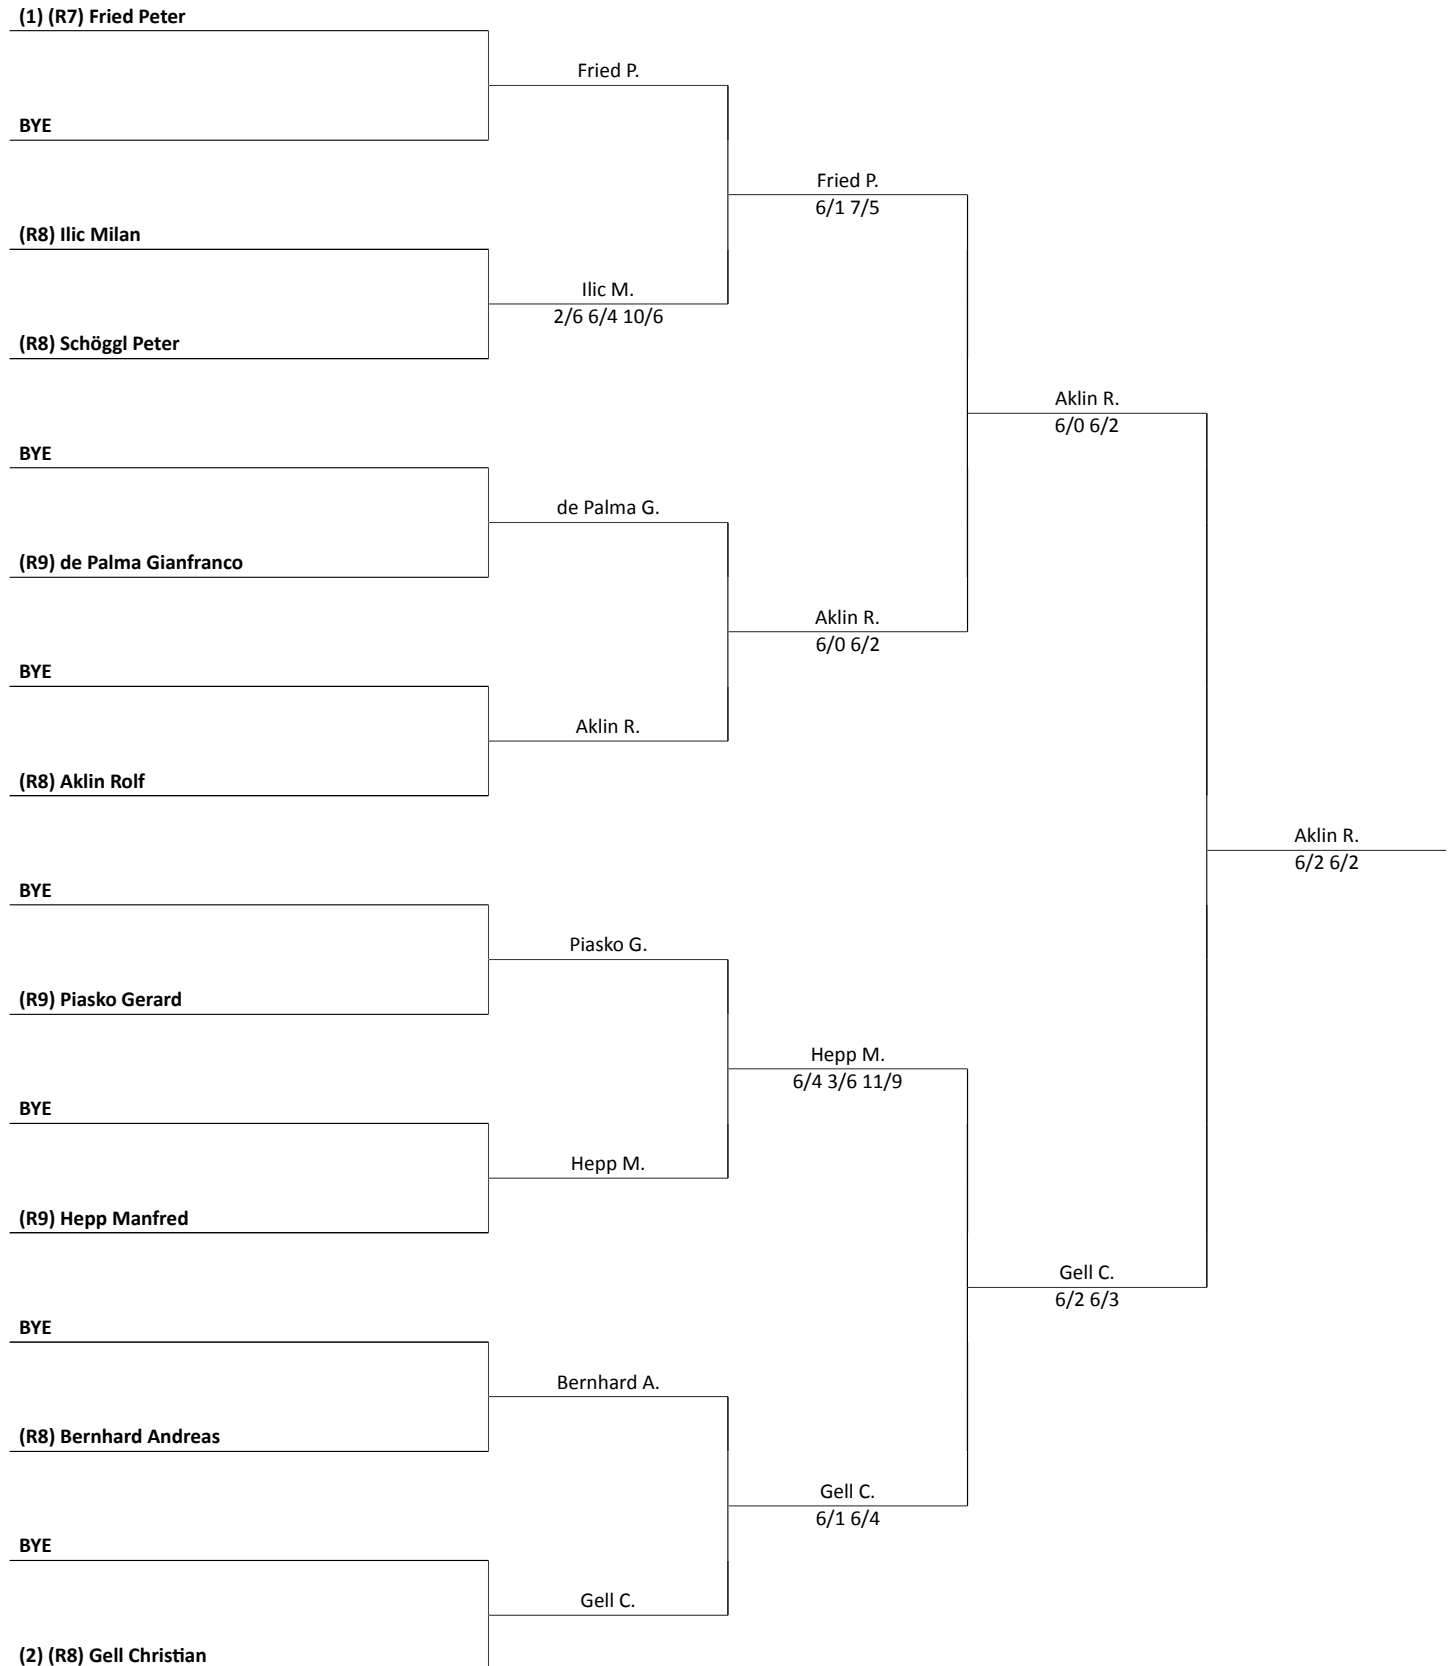 (1) (R7) Fried Peter
Fried P.
BYE
Fried P.
6/1 7/5
(R8) Ilic Milan
Ilic M.
2/6 6/4 10/6
(R8) Schöggl Peter
Aklin R.
6/0 6/2
BYE
de Palma G.
(R9) de Palma Gianfranco
Aklin R.
6/0 6/2
BYE
Aklin R.
(R8) Aklin Rolf
Aklin R.
6/2 6/2
BYE
Piasko G.
(R9) Piasko Gerard
Hepp M.
6/4 3/6 11/9
BYE
Hepp M.
(R9) Hepp Manfred
Gell C.
6/2 6/3
BYE
Bernhard A.
(R8) Bernhard Andreas
Gell C.
6/1 6/4
BYE
Gell C.
(2) (R8) Gell Christian